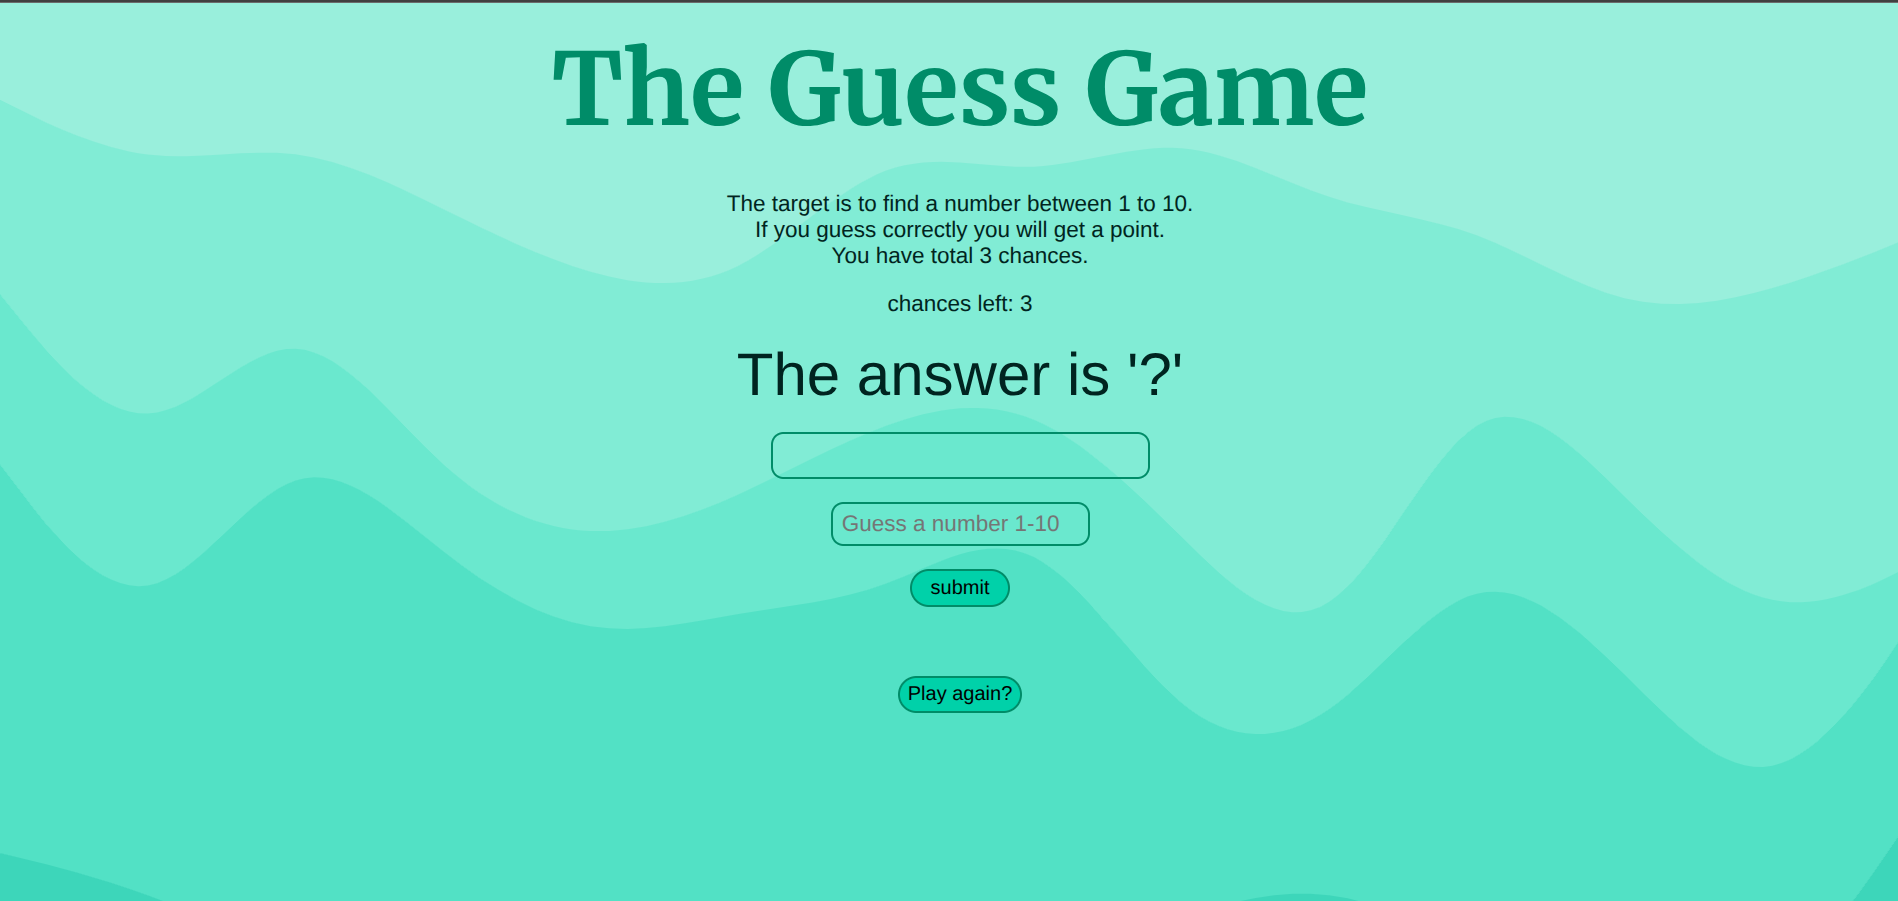 The Guess Game
The target is to find a number between 1 to 10.
If you guess correctly you will get a point.
You have total 3 chances.
chances left: 3
The answer is '?'
Guess a number 1-10
submit
Play again?